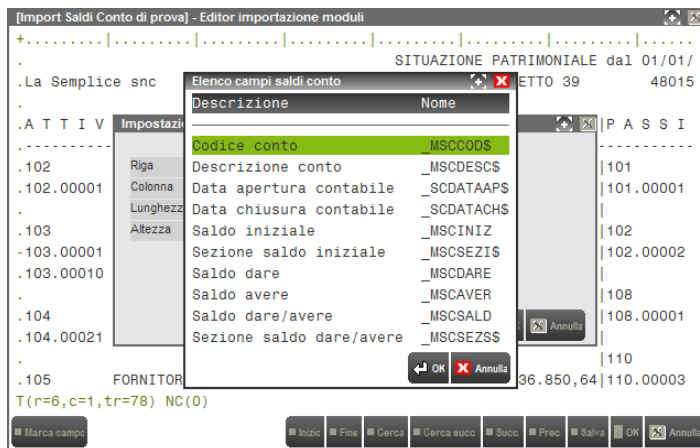 [Import Saldi Conto di prova] - Editor importazione moduli
+.........|.........|.........|.........|.........|.........|.........|......
. SITUAZIONE PATRIMONIALE dal 01/01/
.La Semplice snc ETTO 39 48015
.
.A T T I V |P A S S I
.---------- -----------
.102 |101
.102.00001 |101.00001
. |
.103 |102
-103.00001 |102.00002
.103.00010 |
. |108
.104 |108.00001
.104.00021 |
. |110
.105 FORNITOR 36.850,64|110.00003
T(r=6,c=1,tr=78) NC(0)
Impostazi
Riga
Colonna
Lunghezz
Altezza
Annulla
Elenco campi saldi conto
Descrizione Nome
Codice conto _MSCCOD$
Descrizione conto _MSCDESC$
Data apertura contabile _SCDATAAP$
Data chiusura contabile _SCDATACH$
Saldo iniziale _MSCINIZ
Sezione saldo iniziale _MSCSEZI$
Saldo dare _MSCDARE
Saldo avere _MSCAVER
Saldo dare/avere _MSCSALD
Sezione saldo dare/avere _MSCSEZS$
OK Annulla
Marca campo Inizio Fine Cerca Cerca succ Succ Prec Salva OK Annulla